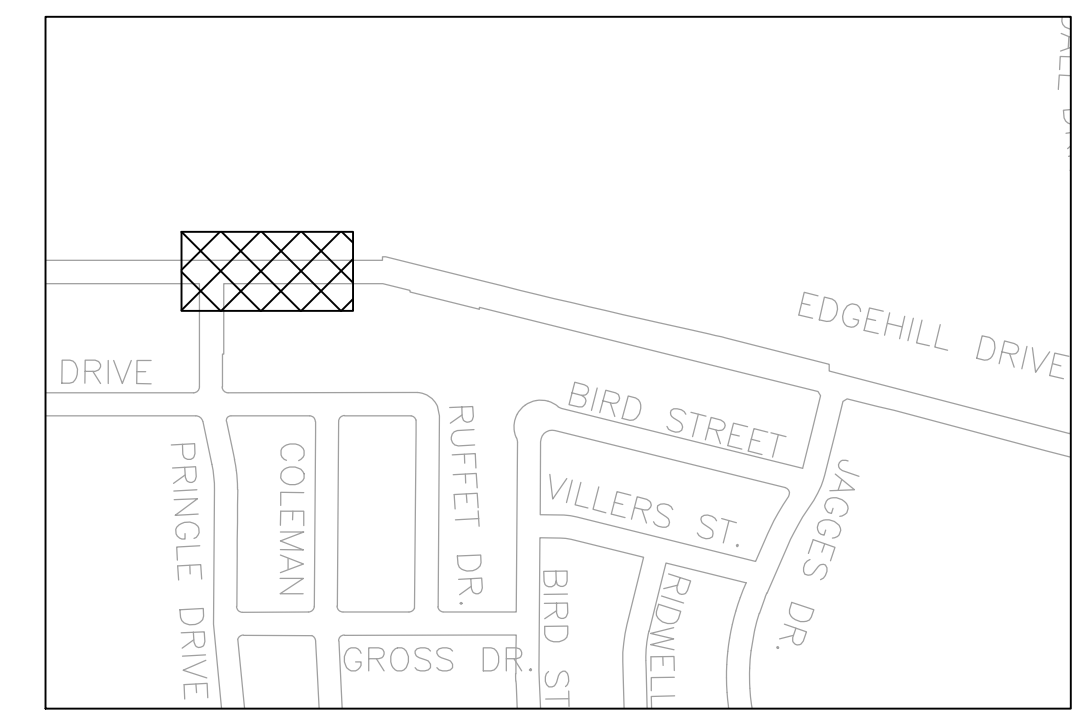 EDGEHILL DRIVE
DRIVE
BIRD STREET
RUFFET DR.
PRINGLE DRIVE
COLEMAN
VILLERS ST.
JAGGES DR.
BIRD ST
RIDWELL
GROSS DR.